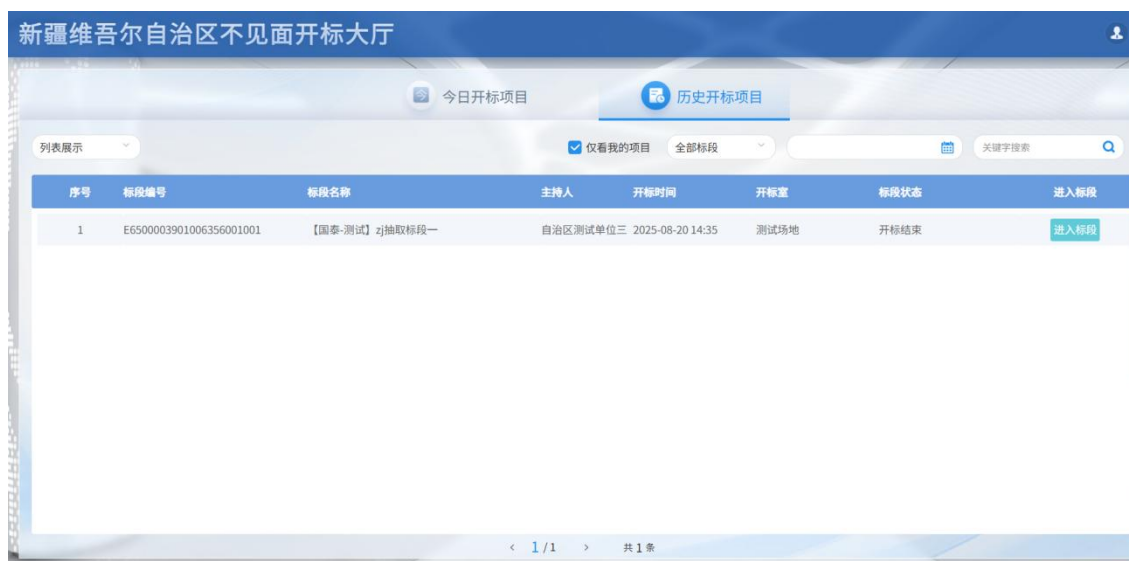 新疆维吾尔自治区不见面开标大厅
今日开标项目 历史开标项目
列表展示 仅看我的项目 全部标段 关键字搜索
序号 标段编号 标段名称 主持人 开标时间 开标室 标段状态 进入标段
1 E6500003901006356001001 【国泰-测试】zj抽取标段一 自治区测试单位三 2025-08-20 14:35 测试场地 开标结束 进入标段
< 1 / 1 > 共 1 条